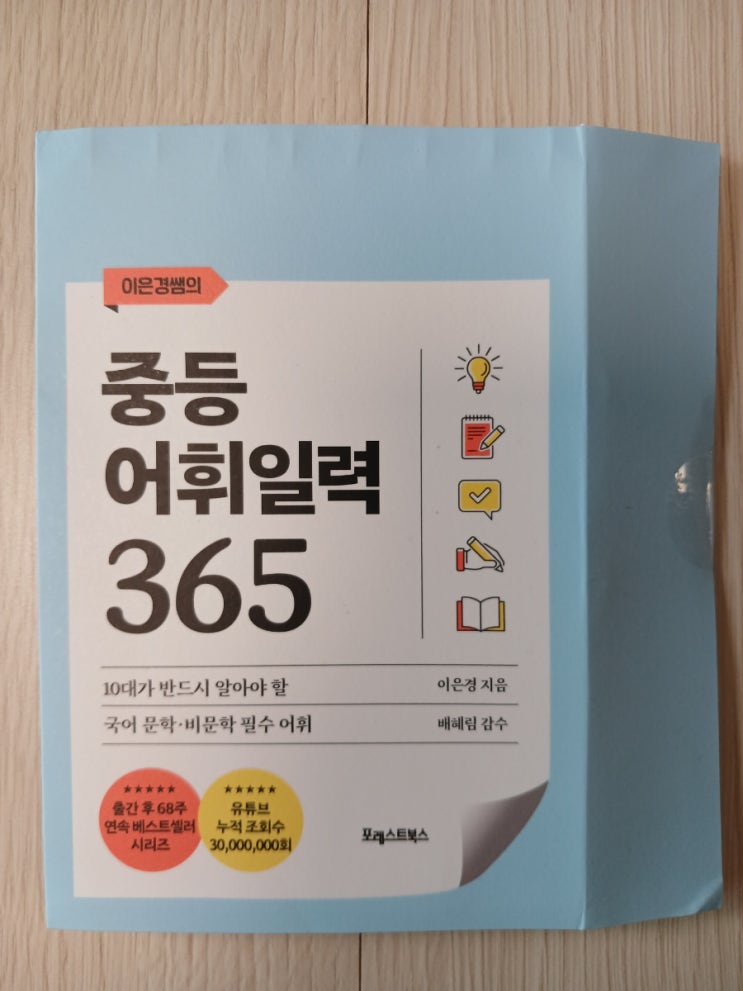 이은경쌤의
중등
어휘일력
365
10대가 반드시 알아야 할
이은경 지음
국어 문학·비문학 필수 어휘
배혜림 감수
★★★★★
출간 후 68주
연속 베스트셀러
시리즈
★★★★★
유튜브
누적 조회수
30,000,000회
포레스트북스